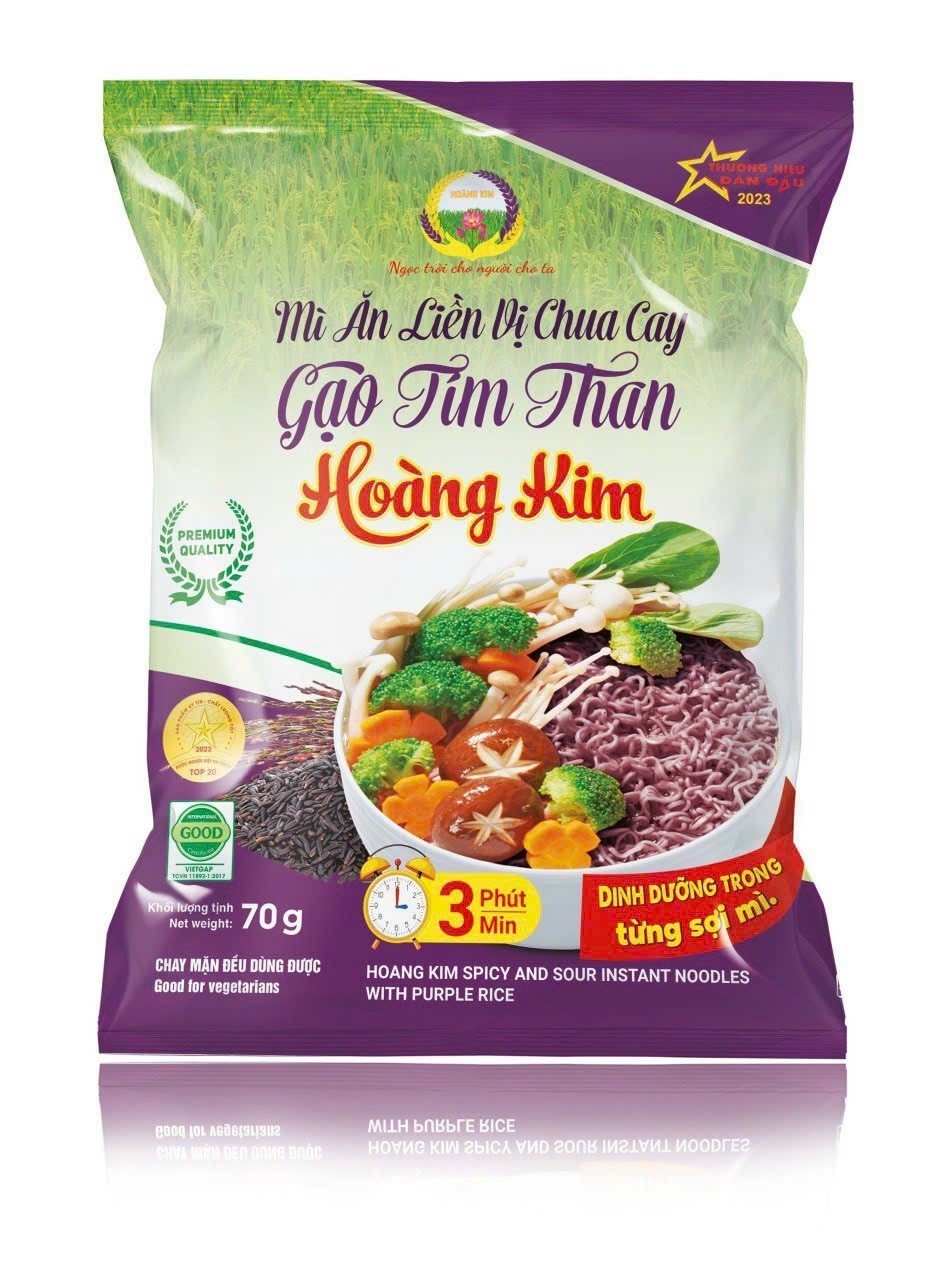 HOÀNG KIM
Ngọc trời cho người cho ta
THƯƠNG HIỆU
DẪN ĐẦU
2023
Mì Ăn Liền Vị Chua Cay
Gạo Tím Than
Hoàng Kim
PREMIUM
QUALITY
2022
TOP 20
INTERNATIONAL
GOOD
Certificate
VIETGAP
TCVN 11892-1:2017
Khối lượng tịnh
Net weight: 70 g
3 Phút
Min
DINH DƯỠNG TRONG
từng sợi mì.
CHAY MẶN ĐỀU DÙNG ĐƯỢC
Good for vegetarians
HOANG KIM SPICY AND SOUR INSTANT NOODLES
WITH PURPLE RICE